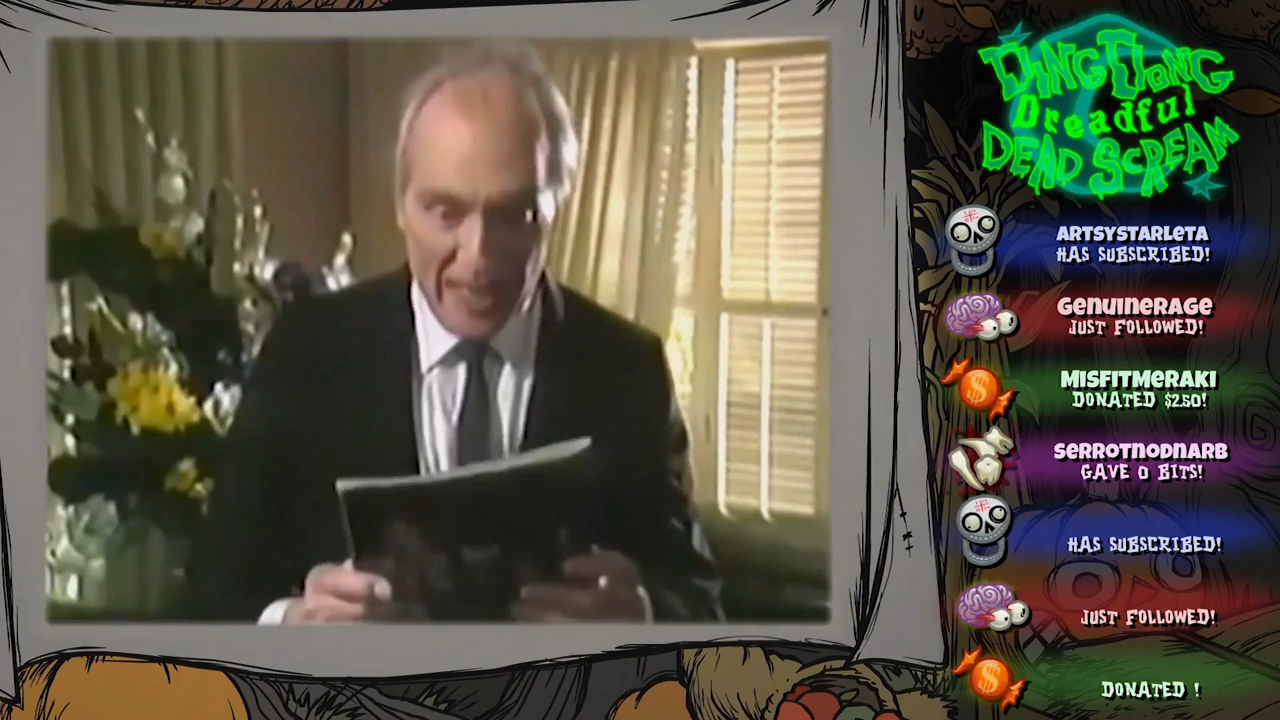 DING DONG
Dreadful
DEAD SCREAM
ARTSYSTARLETA
HAS SUBSCRIBED!
GENUINERAGE
JUST FOLLOWED!
MISFITMERAKI
DONATED $2.50!
SERROTNODNARB
GAVE 0 BITS!
HAS SUBSCRIBED!
JUST FOLLOWED!
DONATED !